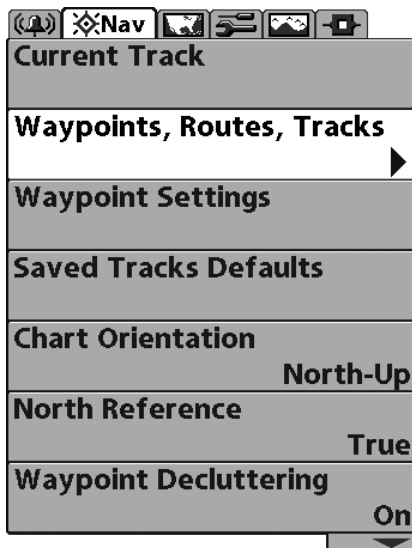 Nav
Current Track
Waypoints, Routes, Tracks
Waypoint Settings
Saved Tracks Defaults
Chart Orientation
North-Up
North Reference
True
Waypoint Decluttering
On